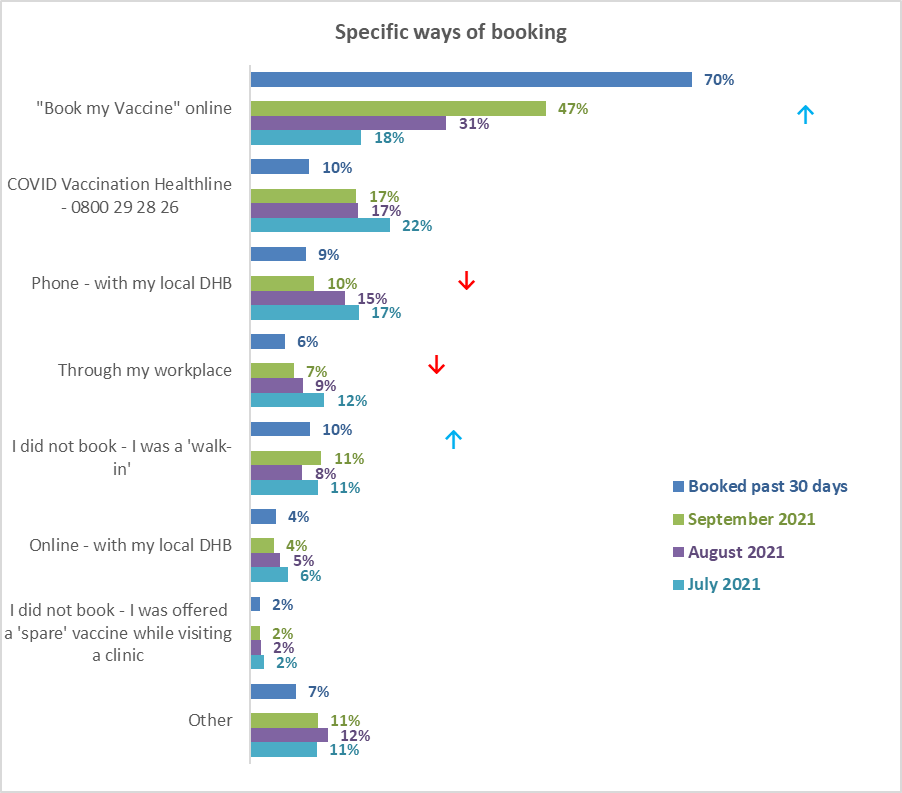 Specific ways of booking
"Book my Vaccine" online
70%
47%
31%
18%
COVID Vaccination Healthline
- 0800 29 28 26
10%
17%
17%
22%
Phone - with my local DHB
9%
10%
15%
17%
Through my workplace
6%
7%
9%
12%
I did not book - I was a 'walk-
in'
10%
11%
8%
11%
Online - with my local DHB
4%
4%
5%
6%
I did not book - I was offered
a 'spare' vaccine while visiting
a clinic
2%
2%
2%
2%
Other
7%
11%
12%
11%
Booked past 30 days
September 2021
August 2021
July 2021